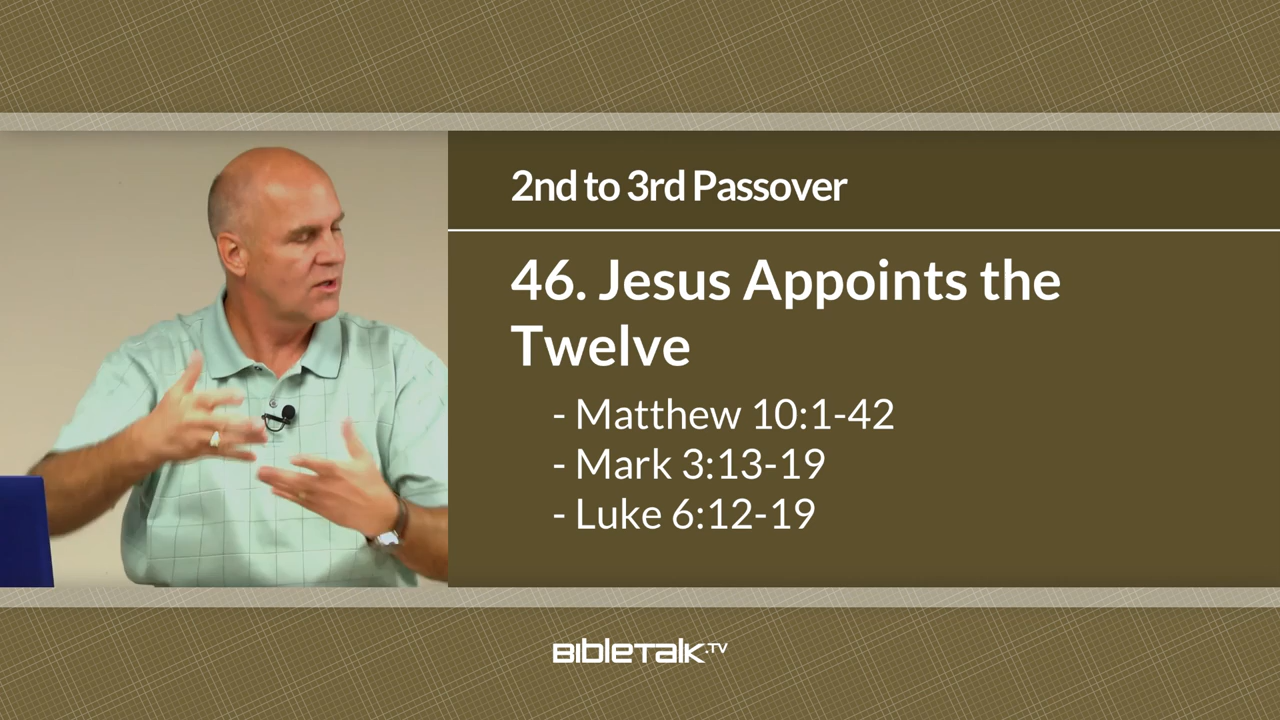 2nd to 3rd Passover
46. Jesus Appoints the
Twelve
- Matthew 10:1-42
- Mark 3:13-19
- Luke 6:12-19
BIBLETALK.TV